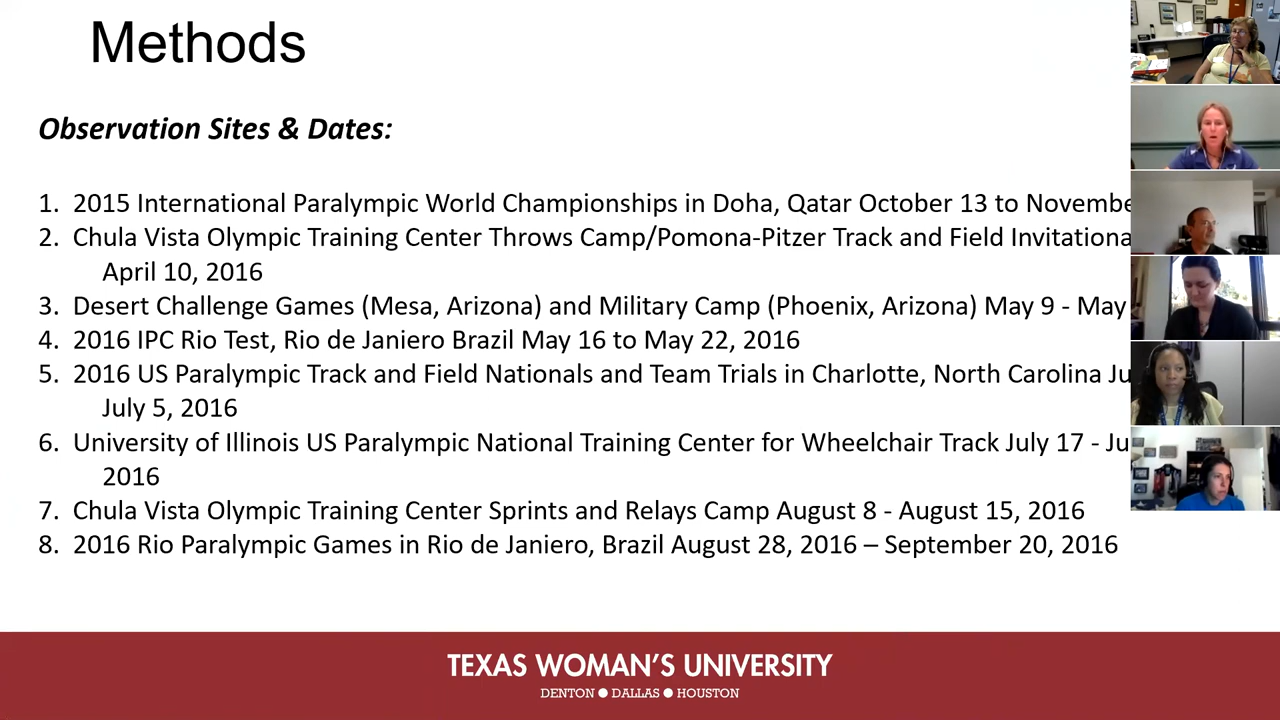 Methods
Observation Sites & Dates:
1. 2015 International Paralympic World Championships in Doha, Qatar October 13 to
2. Chula Vista Olympic Training Center Throws Camp/Pomona-Pitzer Track and Field
April 10, 2016
3. Desert Challenge Games (Mesa, Arizona) and Military Camp (Phoenix, Arizona) May 9 - May
4. 2016 IPC Rio Test, Rio de Janiero Brazil May 16 to May 22, 2016
5. 2016 US Paralympic Track and Field Nationals and Team Trials in Charlotte, North Carolina
July 5, 2016
6. University of Illinois US Paralympic National Training Center for Wheelchair Track July 17 -
2016
7. Chula Vista Olympic Training Center Sprints and Relays Camp August 8 - August 15, 2016
8. 2016 Rio Paralympic Games in Rio de Janiero, Brazil August 28, 2016 – September 20, 2016
TEXAS WOMAN'S UNIVERSITY
DENTON ● DALLAS ● HOUSTON